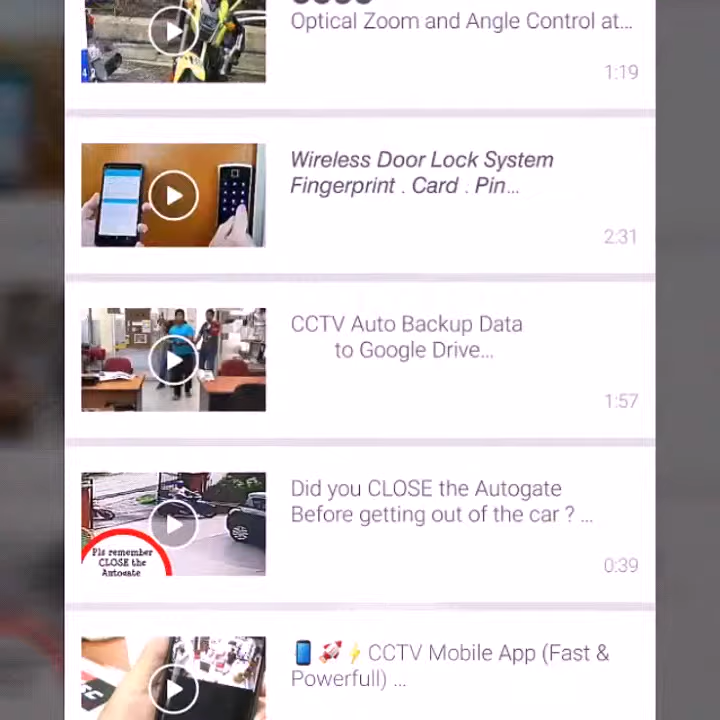 Optical Zoom and Angle Control at...
1:19
Wireless Door Lock System
Fingerprint . Card . Pin...
2:31
CCTV Auto Backup Data
to Google Drive...
1:57
Did you CLOSE the Autogate
Before getting out of the car ? ...
Pls remember
CLOSE the
Autogate
0:39
📱 🚀 ⚡ CCTV Mobile App (Fast &
Powerfull) ...